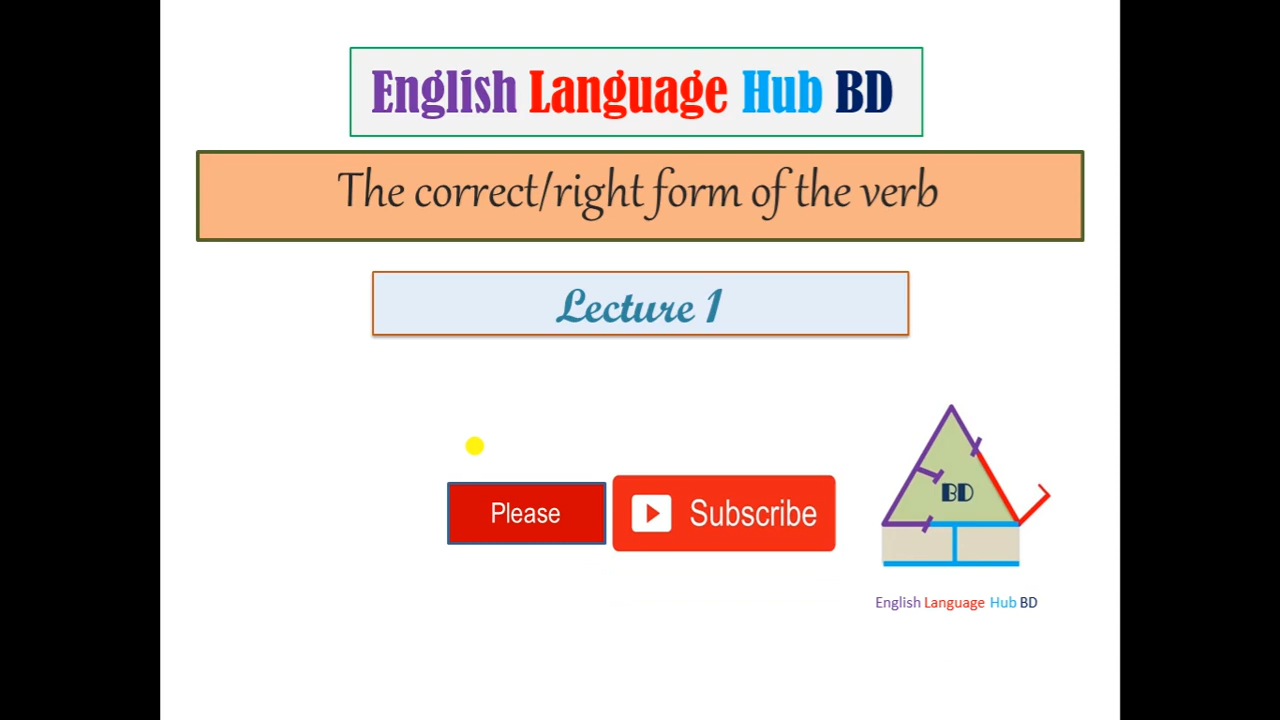 English Language Hub BD
The correct/right form of the verb
Lecture 1
BD
Please
Subscribe
English Language Hub BD